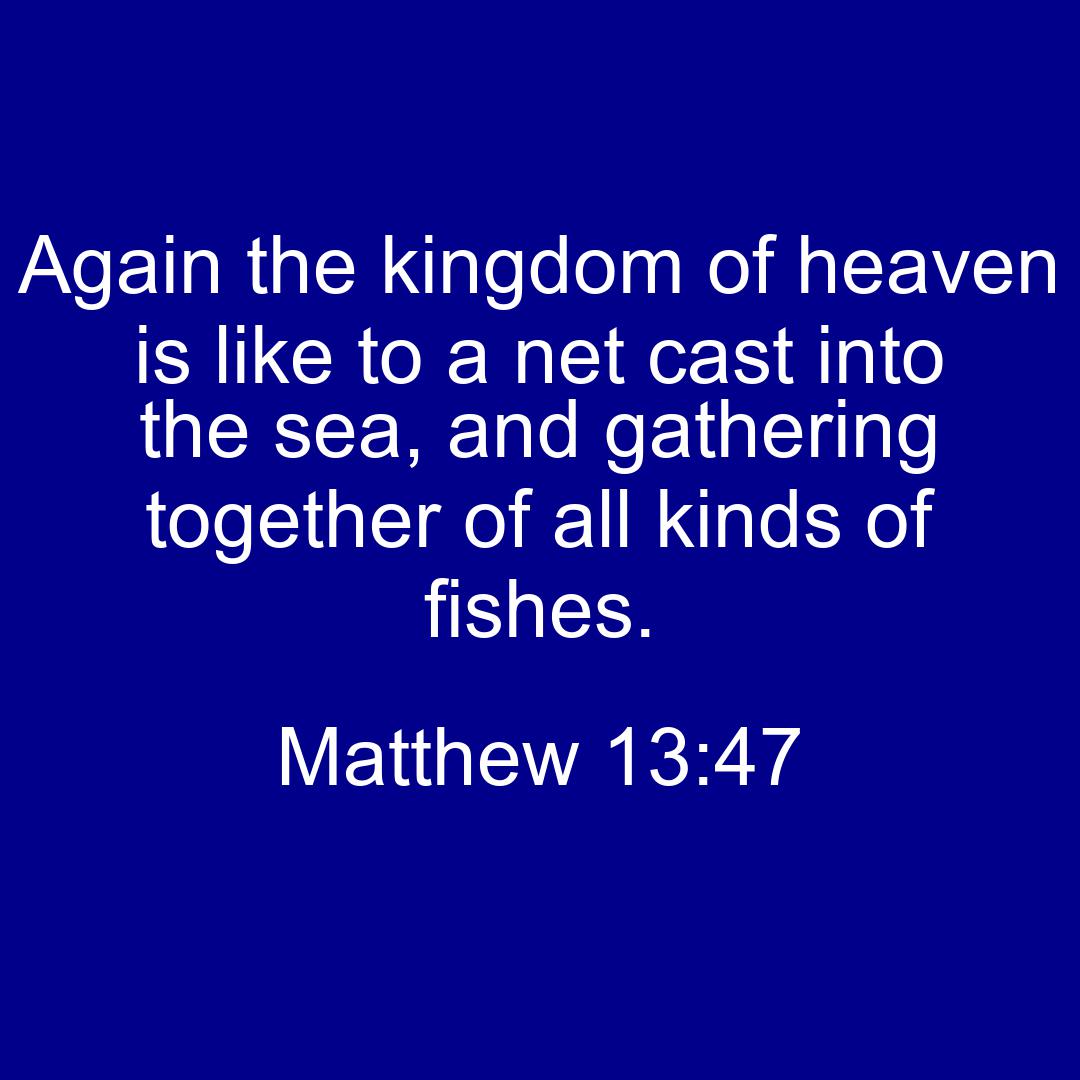 Again the kingdom of heaven
is like to a net cast into
the sea, and gathering
together of all kinds of
fishes.
Matthew 13:47